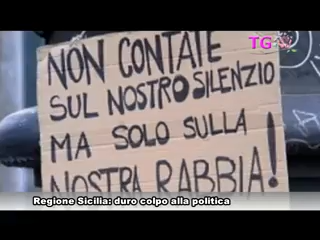 TG
NON CONTATE
SUL NOSTRO SILENZIO
MA SOLO SULLA
NOSTRA RABBIA!
Regione Sicilia: duro colpo alla politica